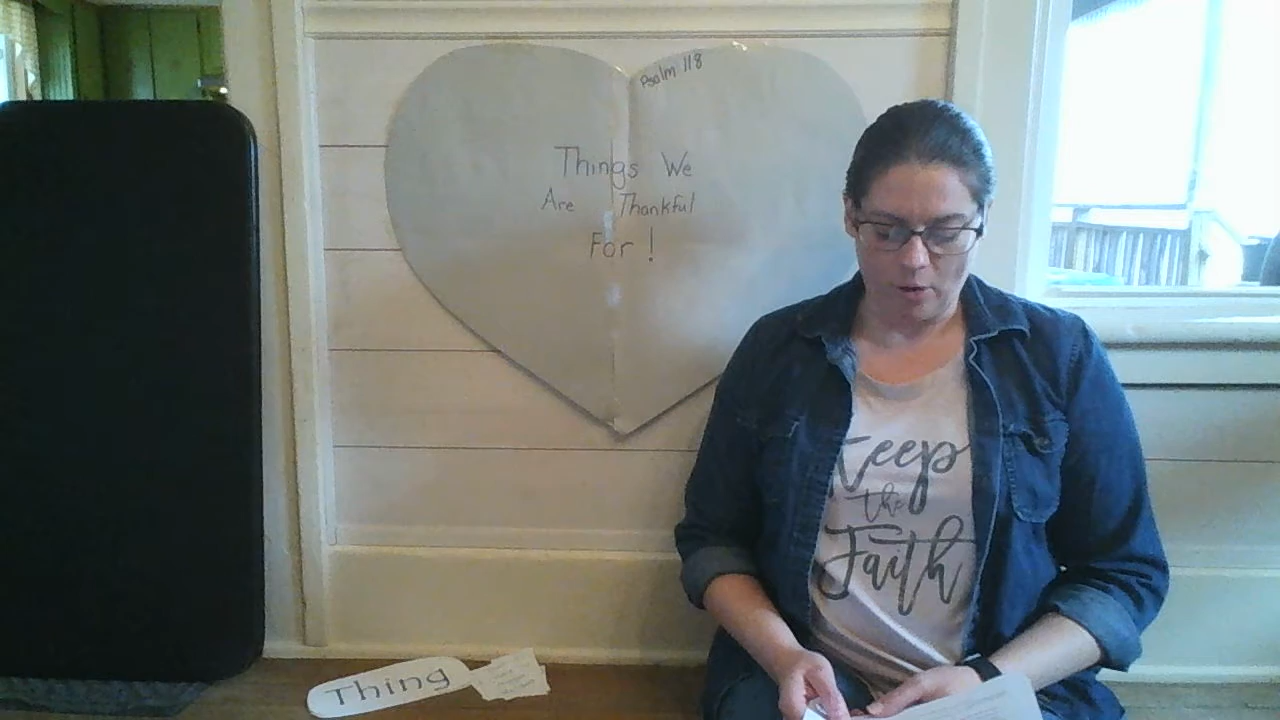 Psalm 118
Things We
Are Thankful
For!
Keep
the
Faith
Thing